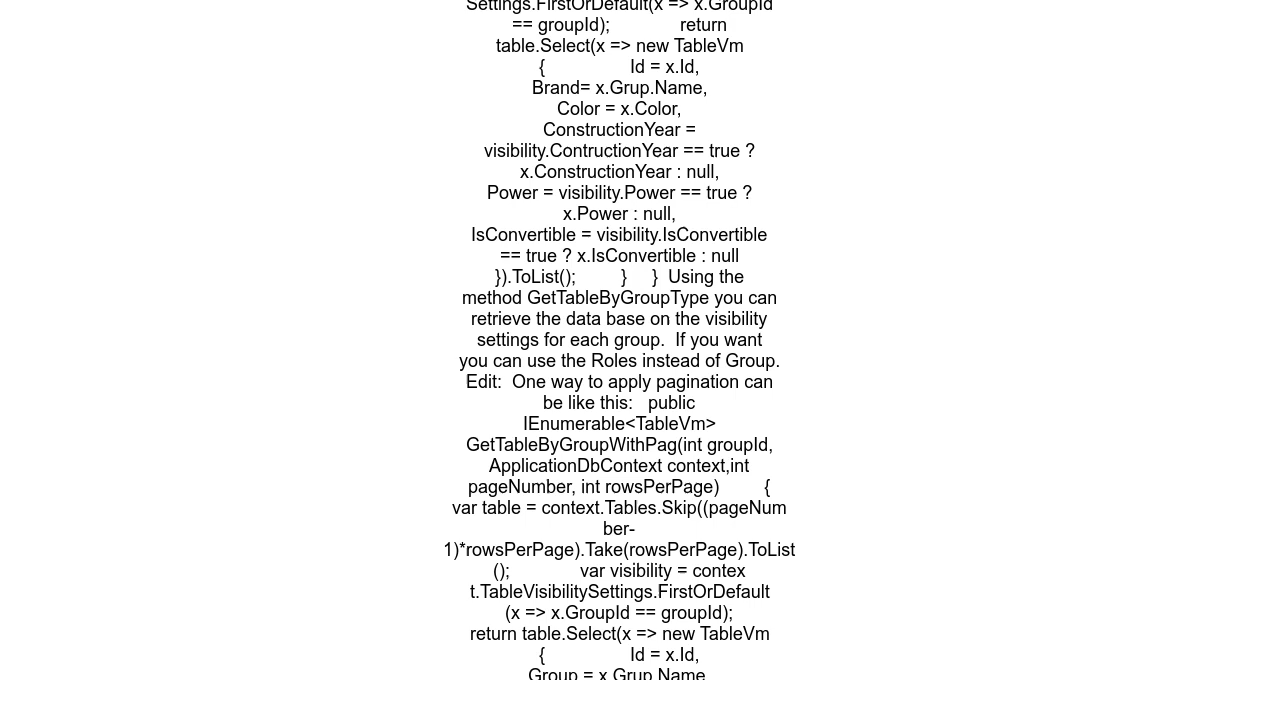 Settings.FirstOrDefault(x => x.GroupId
== groupId);               return
table.Select(x => new TableVm
{                  Id = x.Id,
Brand= x.Grup.Name,
Color = x.Color,
ConstructionYear =
visibility.ContructionYear == true ?
x.ConstructionYear : null,
Power = visibility.Power == true ?
x.Power : null,
IsConvertible = visibility.IsConvertible
== true ? x.IsConvertible : null
}).ToList();          }      }  Using the
method GetTableByGroupType you can
retrieve the data base on the visibility
settings for each group.  If you want
you can use the Roles instead of Group.
Edit:  One way to apply pagination can
be like this:   public
IEnumerable<TableVm>
GetTableByGroupWithPag(int groupId,
ApplicationDbContext context,int
pageNumber, int rowsPerPage)          {
var table = context.Tables.Skip((pageNum
ber-
1)*rowsPerPage).Take(rowsPerPage).ToList
();               var visibility = contex
t.TableVisibilitySettings.FirstOrDefault
(x => x.GroupId == groupId);
return table.Select(x => new TableVm
{                  Id = x.Id,
Group = x.Grup.Name